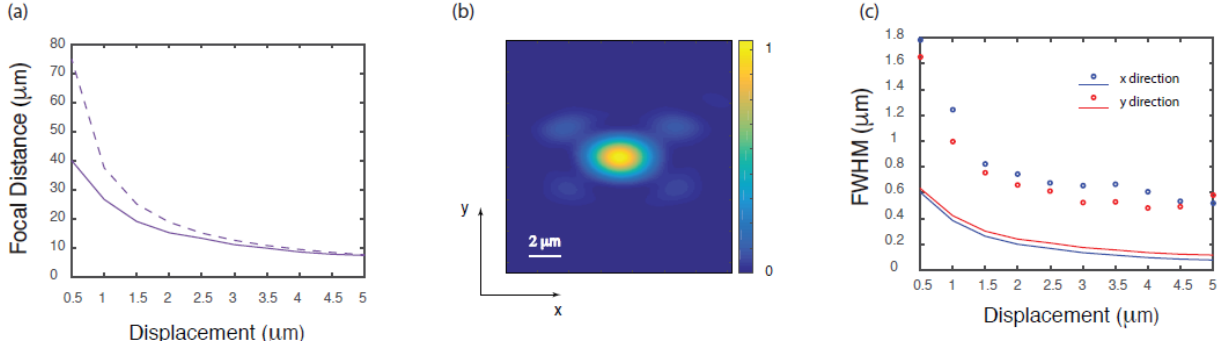 (a)
Focal Distance (μm)
80
70
60
50
40
30
20
10
0
0.5 1 1.5 2 2.5 3 3.5 4 4.5 5
Displacement (μm)
(b)
y
x
2 μm
1
0
(c)
FWHM (μm)
1.8
1.6
1.4
1.2
1
0.8
0.6
0.4
0.2
0
x direction
y direction
0.5 1 1.5 2 2.5 3 3.5 4 4.5 5
Displacement (μm)